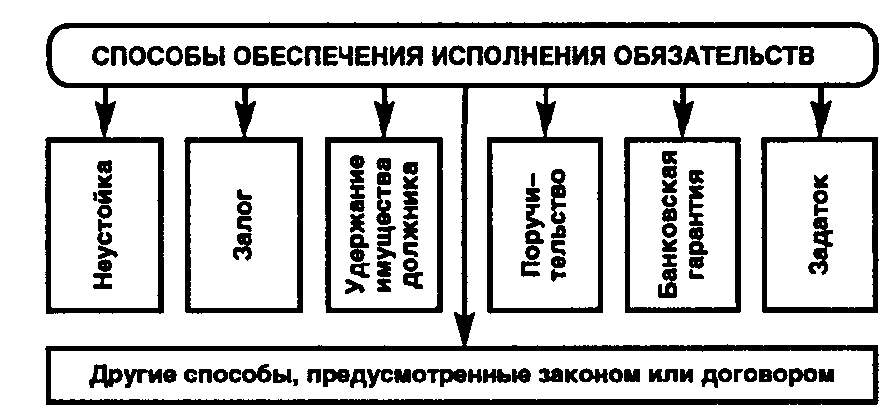 СПОСОБЫ ОБЕСПЕЧЕНИЯ ИСПОЛНЕНИЯ ОБЯЗАТЕЛЬСТВ
Неустойка
Залог
Удержание
имущества
должника
Поручи-
тельство
Банковская
гарантия
Задаток
Другие способы, предусмотренные законом или договором